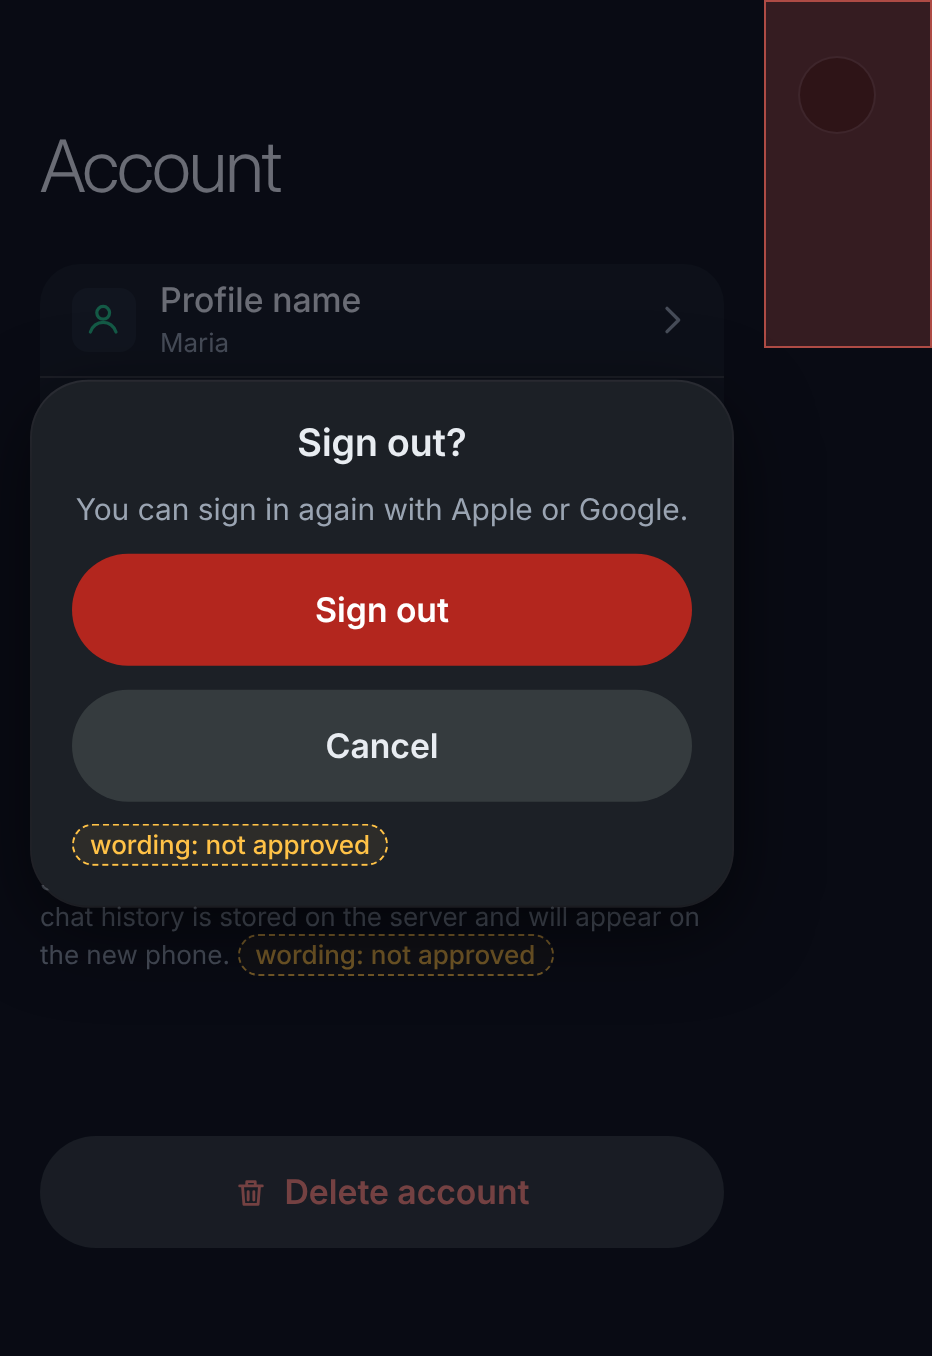 Account
Profile name
Maria
Sign out?
You can sign in again with Apple or Google.
Sign out
Cancel
wording: not approved
chat history is stored on the server and will appear on
the new phone. wording: not approved
Delete account